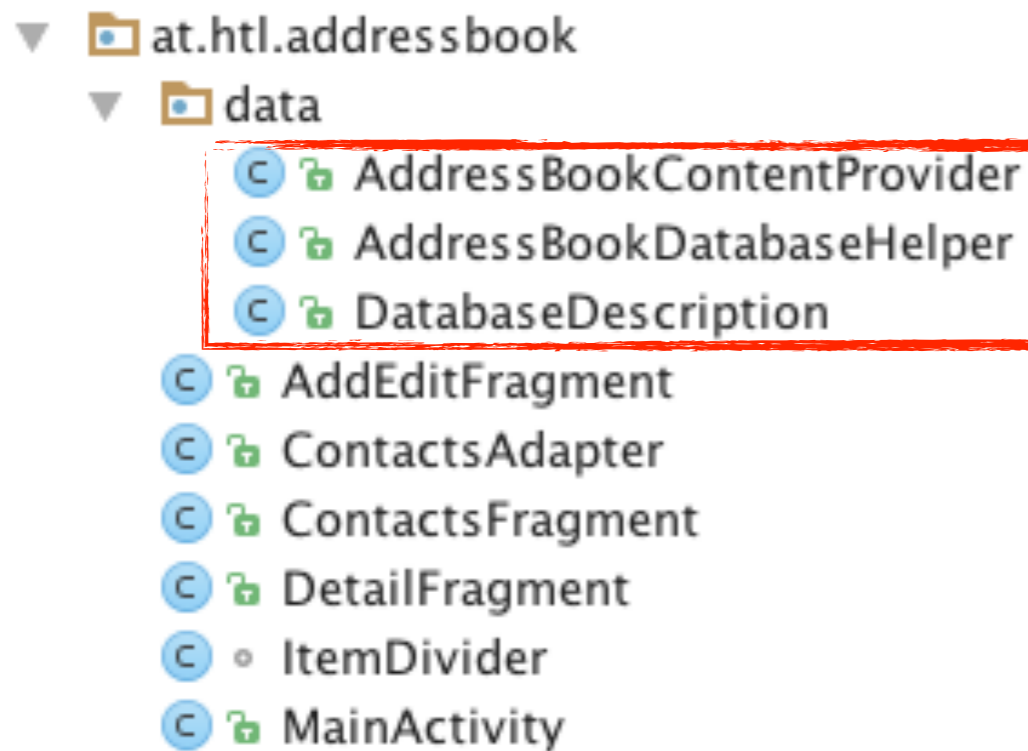 at.htl.addressbook
data
C AddressBookContentProvider
C AddressBookDatabaseHelper
C DatabaseDescription
C AddEditFragment
C ContactsAdapter
C ContactsFragment
C DetailFragment
C ItemDivider
C MainActivity